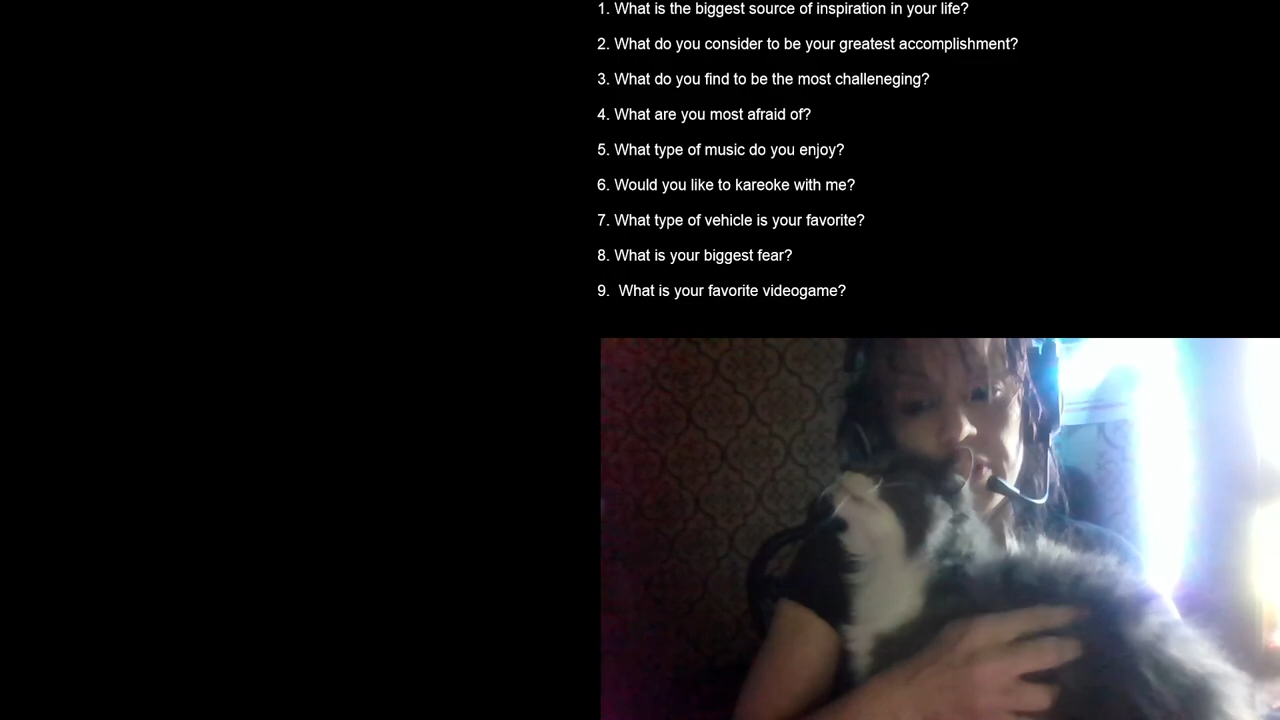 1. What is the biggest source of inspiration in your life?
2. What do you consider to be your greatest accomplishment?
3. What do you find to be the most challeneging?
4. What are you most afraid of?
5. What type of music do you enjoy?
6. Would you like to kareoke with me?
7. What type of vehicle is your favorite?
8. What is your biggest fear?
9.  What is your favorite videogame?